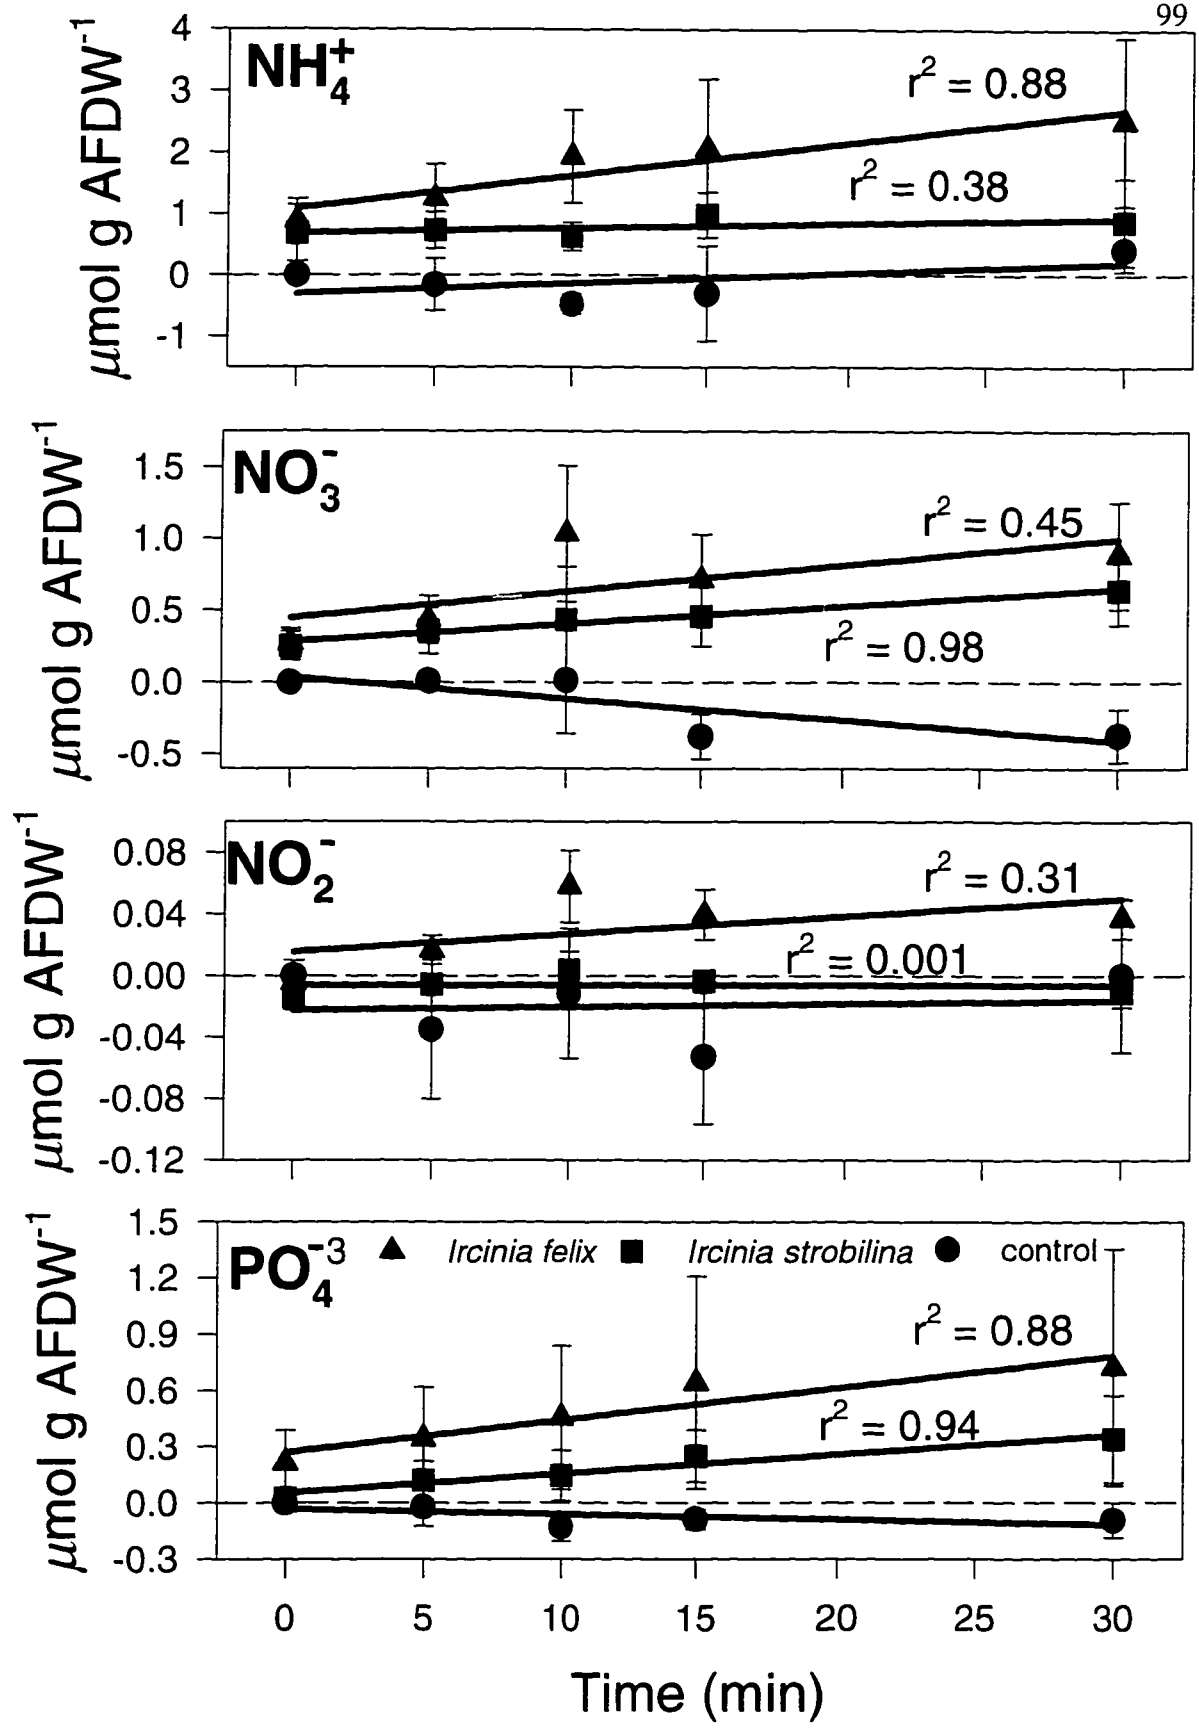 99
NH₄⁺
μmol g AFDW⁻¹
4
3
2
1
0
-1
r² = 0.88
r² = 0.38
NO₃⁻
μmol g AFDW⁻¹
1.5
1.0
0.5
0.0
-0.5
r² = 0.45
r² = 0.98
NO₂⁻
μmol g AFDW⁻¹
0.08
0.04
0.00
-0.04
-0.08
-0.12
r² = 0.31
r² = 0.001
PO₄⁻³
μmol g AFDW⁻¹
1.5
1.2
0.9
0.6
0.3
0.0
-0.3
▲ Ircinia felix ■ Ircinia strobilina ● control
r² = 0.88
r² = 0.94
0 5 10 15 20 25 30
Time (min)